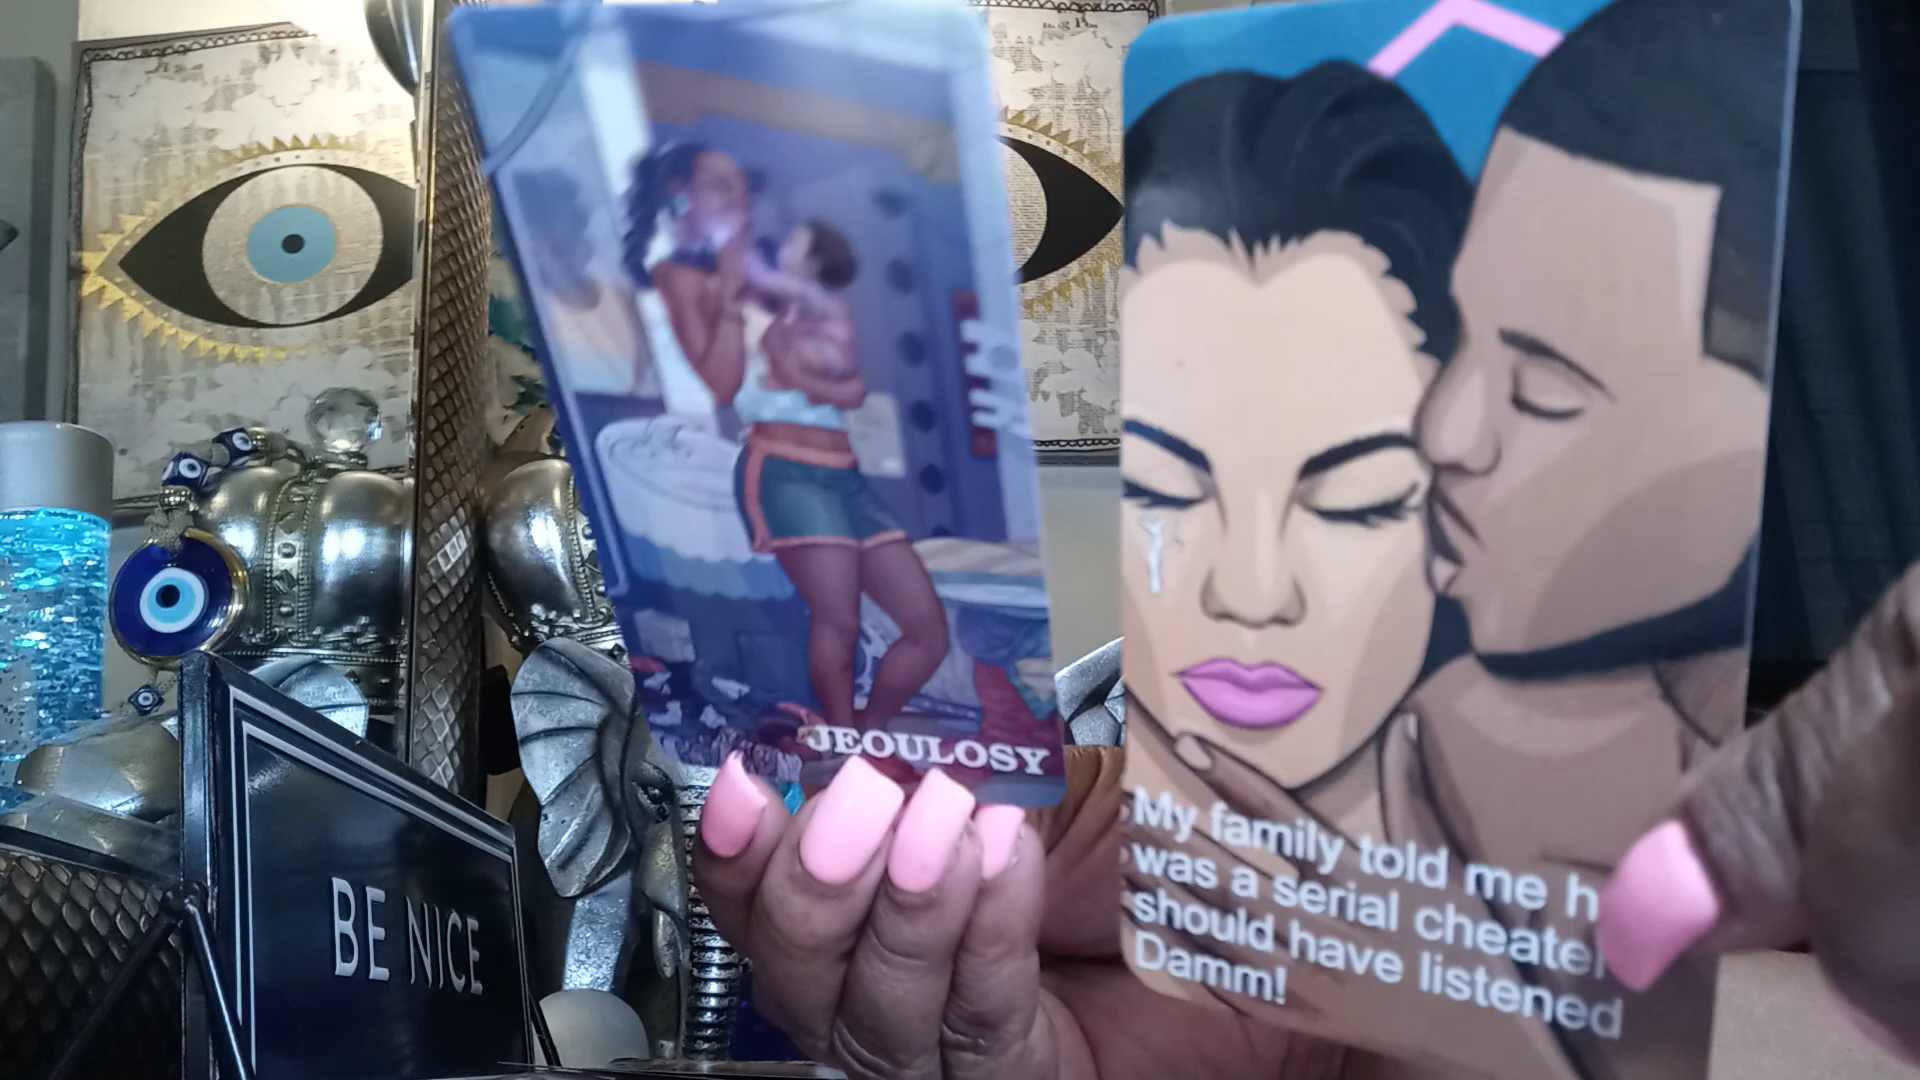 JEOULOSY
My family told me h
was a serial cheater
should have listened
Damm!
BE NICE